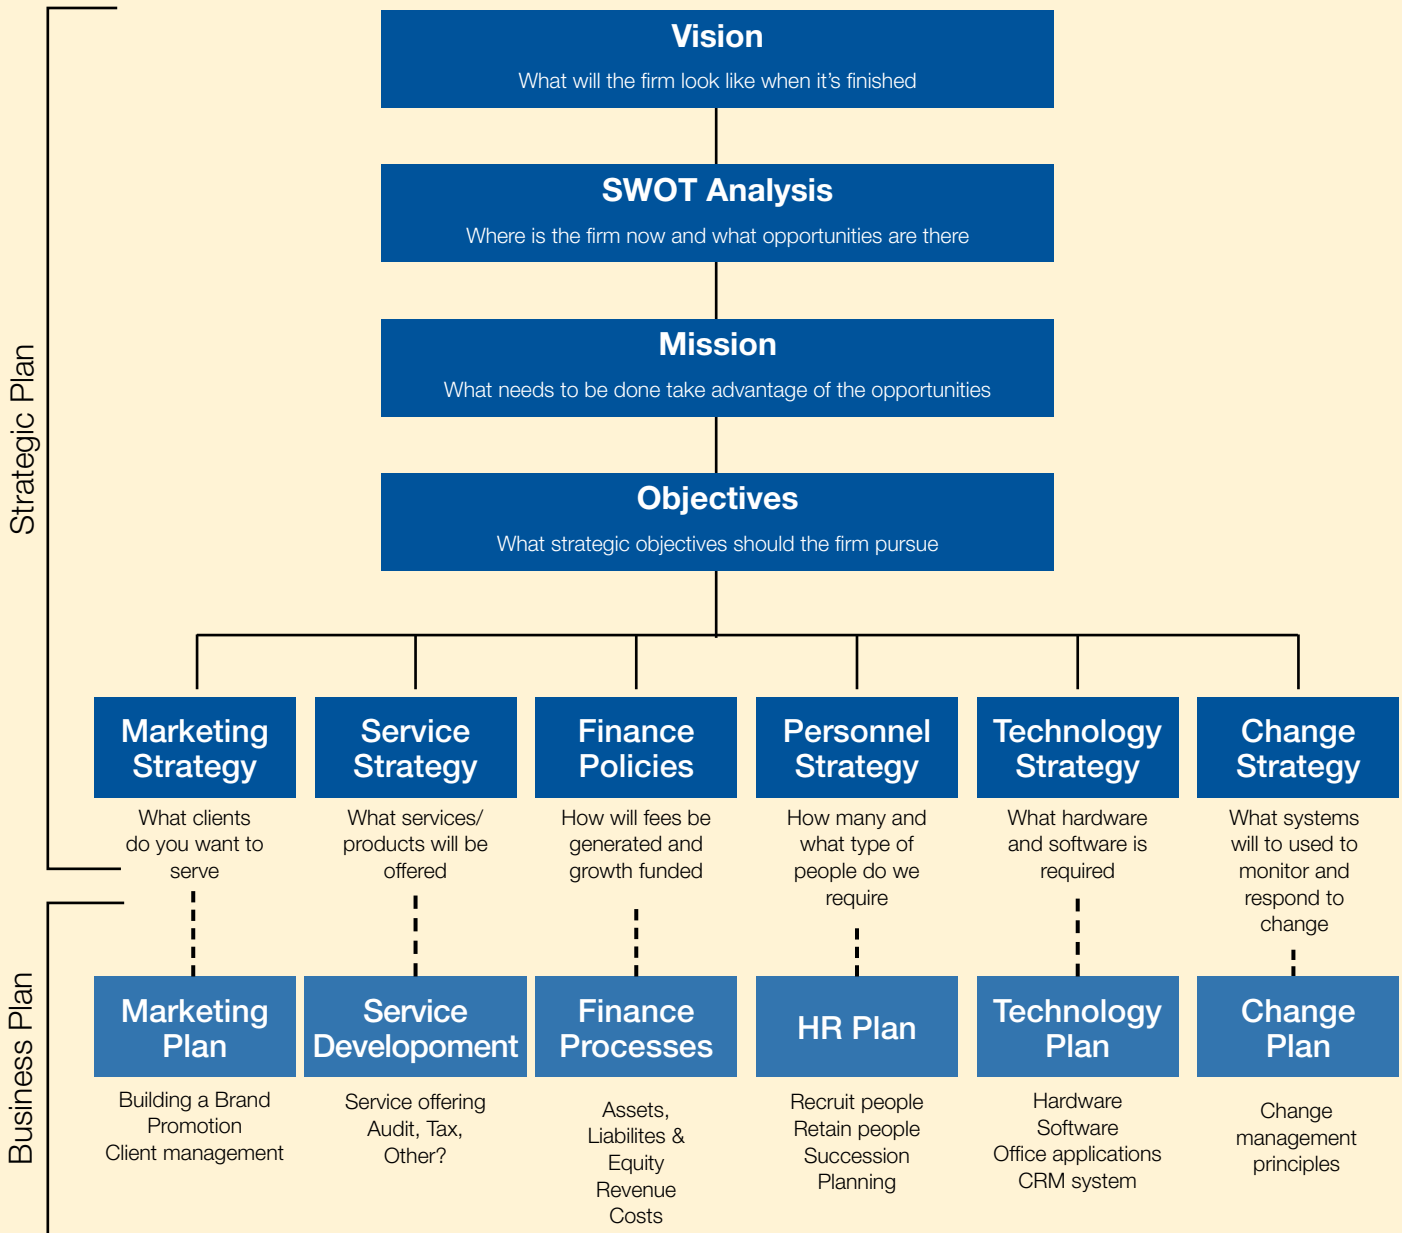 Strategic Plan
Vision
What will the firm look like when it’s finished
SWOT Analysis
Where is the firm now and what opportunities are there
Mission
What needs to be done take advantage of the opportunities
Objectives
What strategic objectives should the firm pursue
Marketing
Strategy
What clients
do you want to
serve
Service
Strategy
What services/
products will be
offered
Finance
Policies
How will fees be
generated and
growth funded
Personnel
Strategy
How many and
what type of
people do we
require
Technology
Strategy
What hardware
and software is
required
Change
Strategy
What systems
will to used to
monitor and
respond to
change
Business Plan
Marketing
Plan
Building a Brand
Promotion
Client management
Service
Developoment
Service offering
Audit, Tax,
Other?
Finance
Processes
Assets,
Liabilites &
Equity
Revenue
Costs
HR Plan
Recruit people
Retain people
Succession
Planning
Technology
Plan
Hardware
Software
Office applications
CRM system
Change
Plan
Change
management
principles